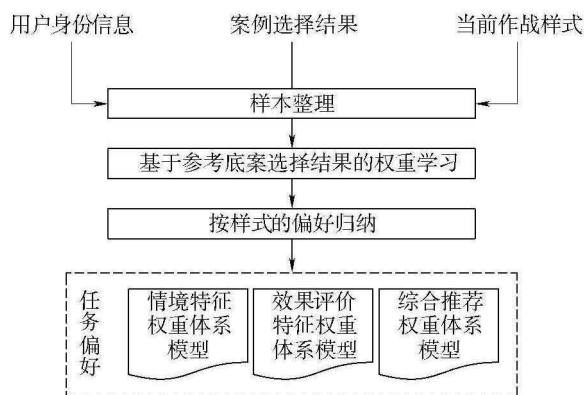 用户身份信息
案例选择结果
当前作战样式
样本整理
基于参考底案选择结果的权重学习
按样式的偏好归纳
任务偏好
情境特征
权重体系
模型
效果评价
特征权重
体系模型
综合推荐
权重体系
模型